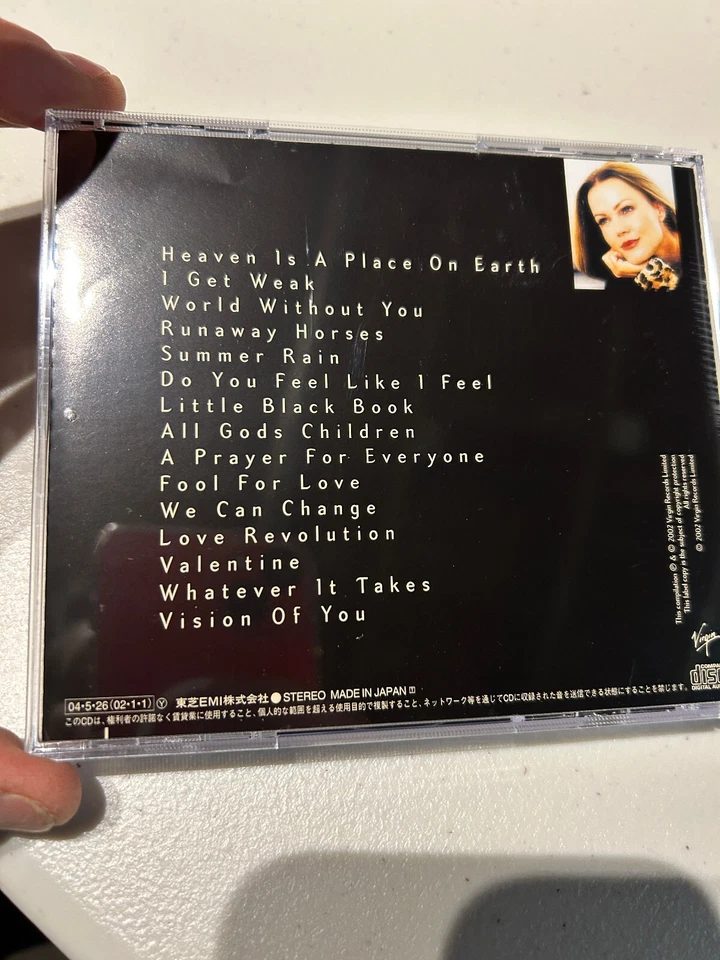 Heaven Is A Place On Earth
I Get Weak
World Without You
Runaway Horses
Summer Rain
Do You Feel Like I Feel
Little Black Book
All Gods Children
A Prayer For Everyone
Fool For Love
We Can Change
Love Revolution
Valentine
Whatever It Takes
Vision Of You
This compilation ℗ & © 2002 Virgin Records Limited
This label copy is the subject of copyright protection
All rights reserved
© 2002 Virgin Records Limited
Virgin
COMPA
disc
DIGITAL A
04・5・26(02・1・1) Ⓨ 東芝EMI株式会社 ● STEREO MADE IN JAPAN
このCDは、権利者の許諾なく賃貸業に使用すること、個人的な範囲を超える使用目的で複製すること、ネットワーク等を通じてCDに収録された音を送信できる状態にすることを禁じます。